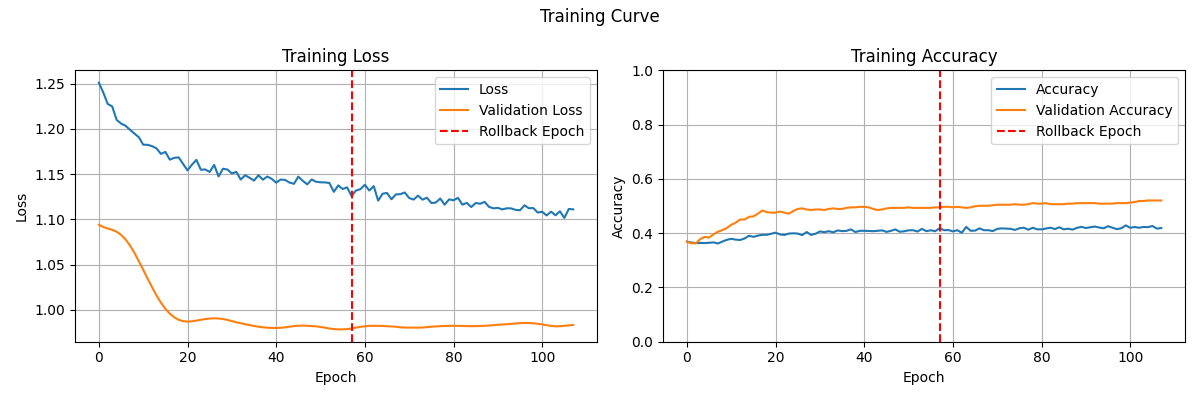 Training Curve
Training Loss
1.25
1.20
1.15
1.10
1.05
1.00
Loss
0 20 40 60 80 100
Epoch
Loss
Validation Loss
Rollback Epoch
Training Accuracy
1.0
0.8
0.6
0.4
0.2
0.0
Accuracy
0 20 40 60 80 100
Epoch
Accuracy
Validation Accuracy
Rollback Epoch